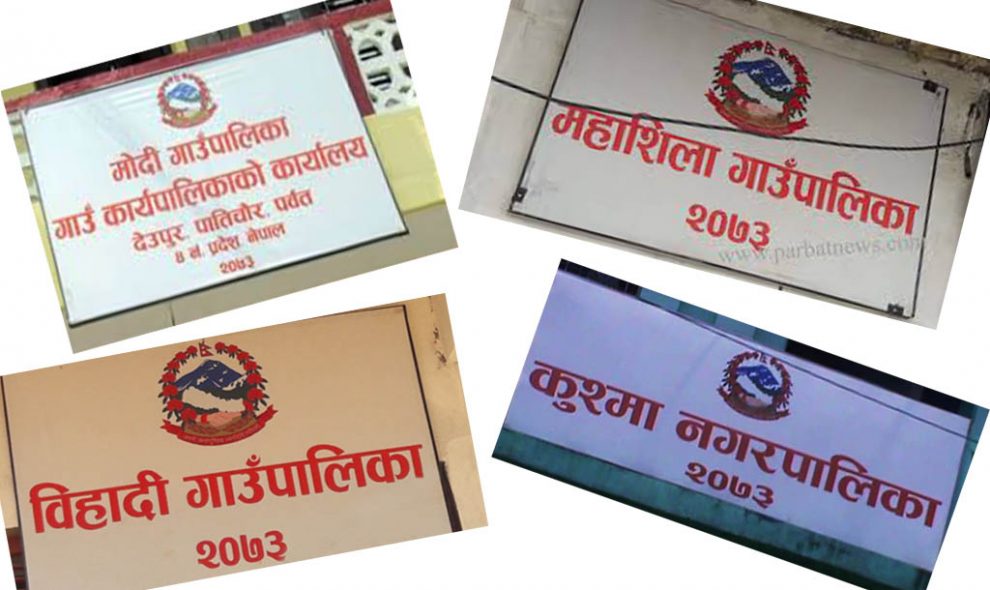 मोदी गाउँपालिका
गाउँ कार्यपालिकाको कार्यालय
देउपुर, पातिचौर, पर्वत
४ नं. प्रदेश नेपाल
२०७३
महाशिला गाउँपालिका
२०७३
www.parbatnews.com
विहादी गाउँपालिका
२०७३
कुश्मा नगरपालिका
२०७३